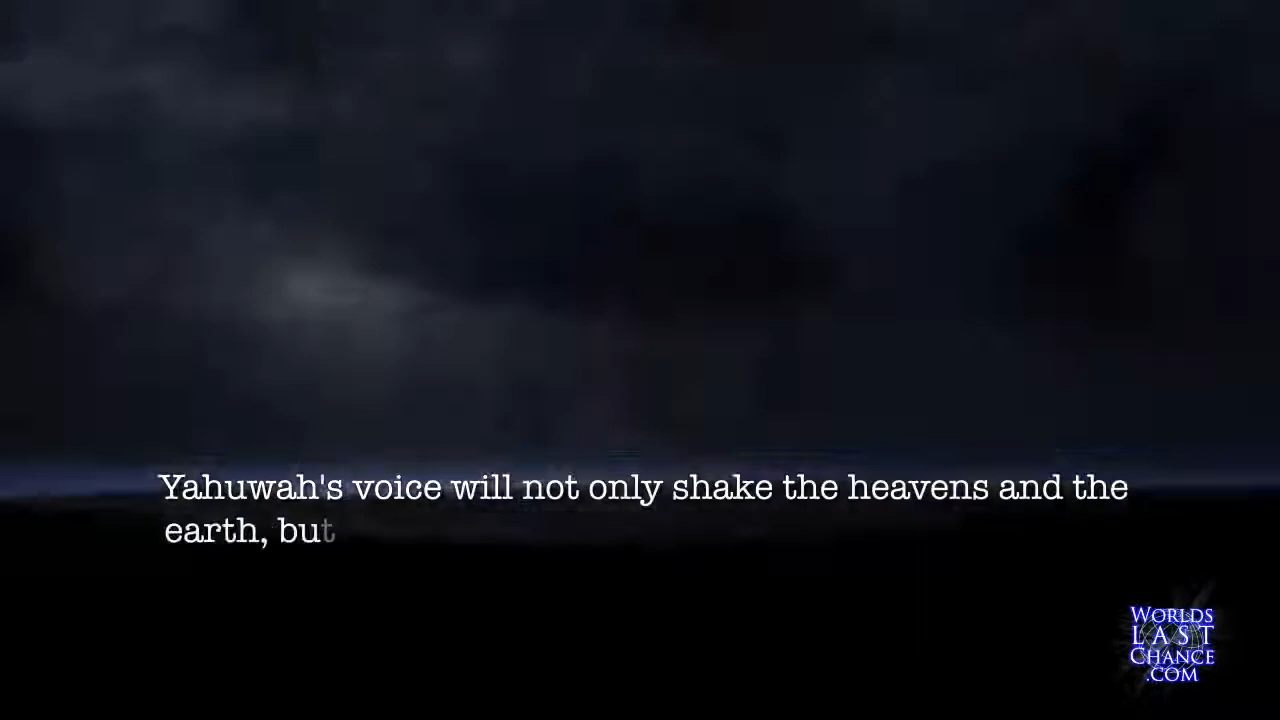 Yahuwah's voice will not only shake the heavens and the
earth, but
WORLDS
LAST
CHANCE
.COM